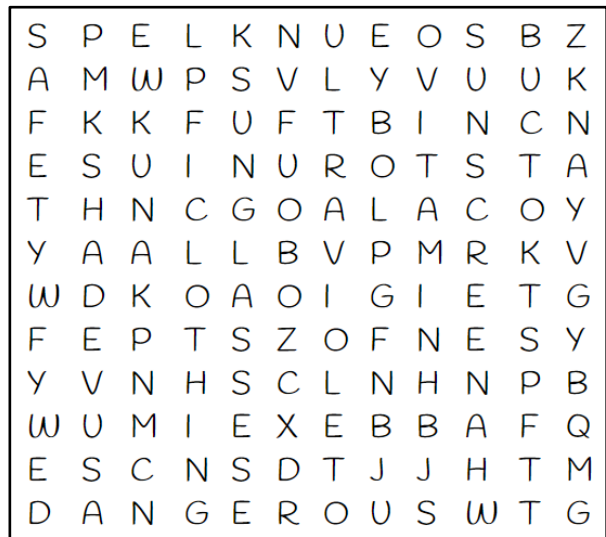 S P E L K N U E O S B Z
A M W P S V L Y V U U K
F K K F U F T B I N C N
E S U I N U R O T S T A
T H N C G O A L A C O Y
Y A A L L B V P M R K V
W D K O A O I G I E T G
F E P T S Z O F N E S Y
Y V N H S C L N H N P B
W U M I E X E B B A F Q
E S C N S D T J J H T M
D A N G E R O U S W T G